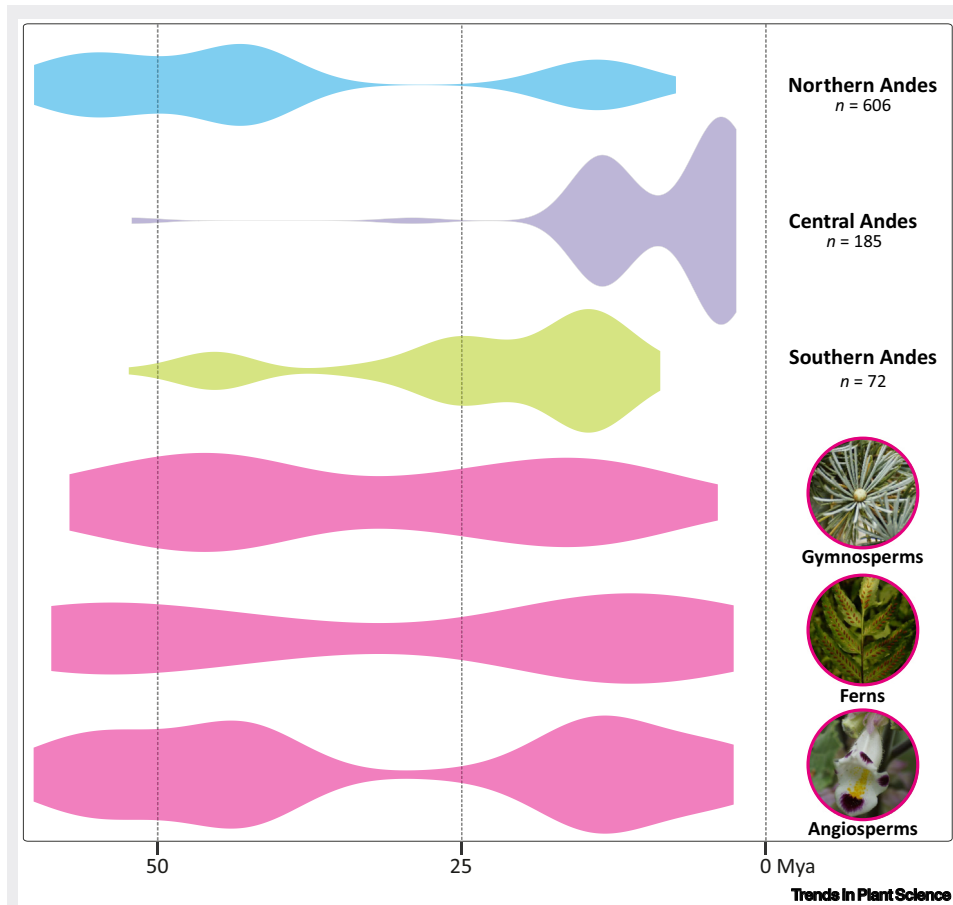 Northern Andes
n = 606
Central Andes
n = 185
Southern Andes
n = 72
Gymnosperms
Ferns
Angiosperms
50 25 0 Mya
Trends in Plant Science